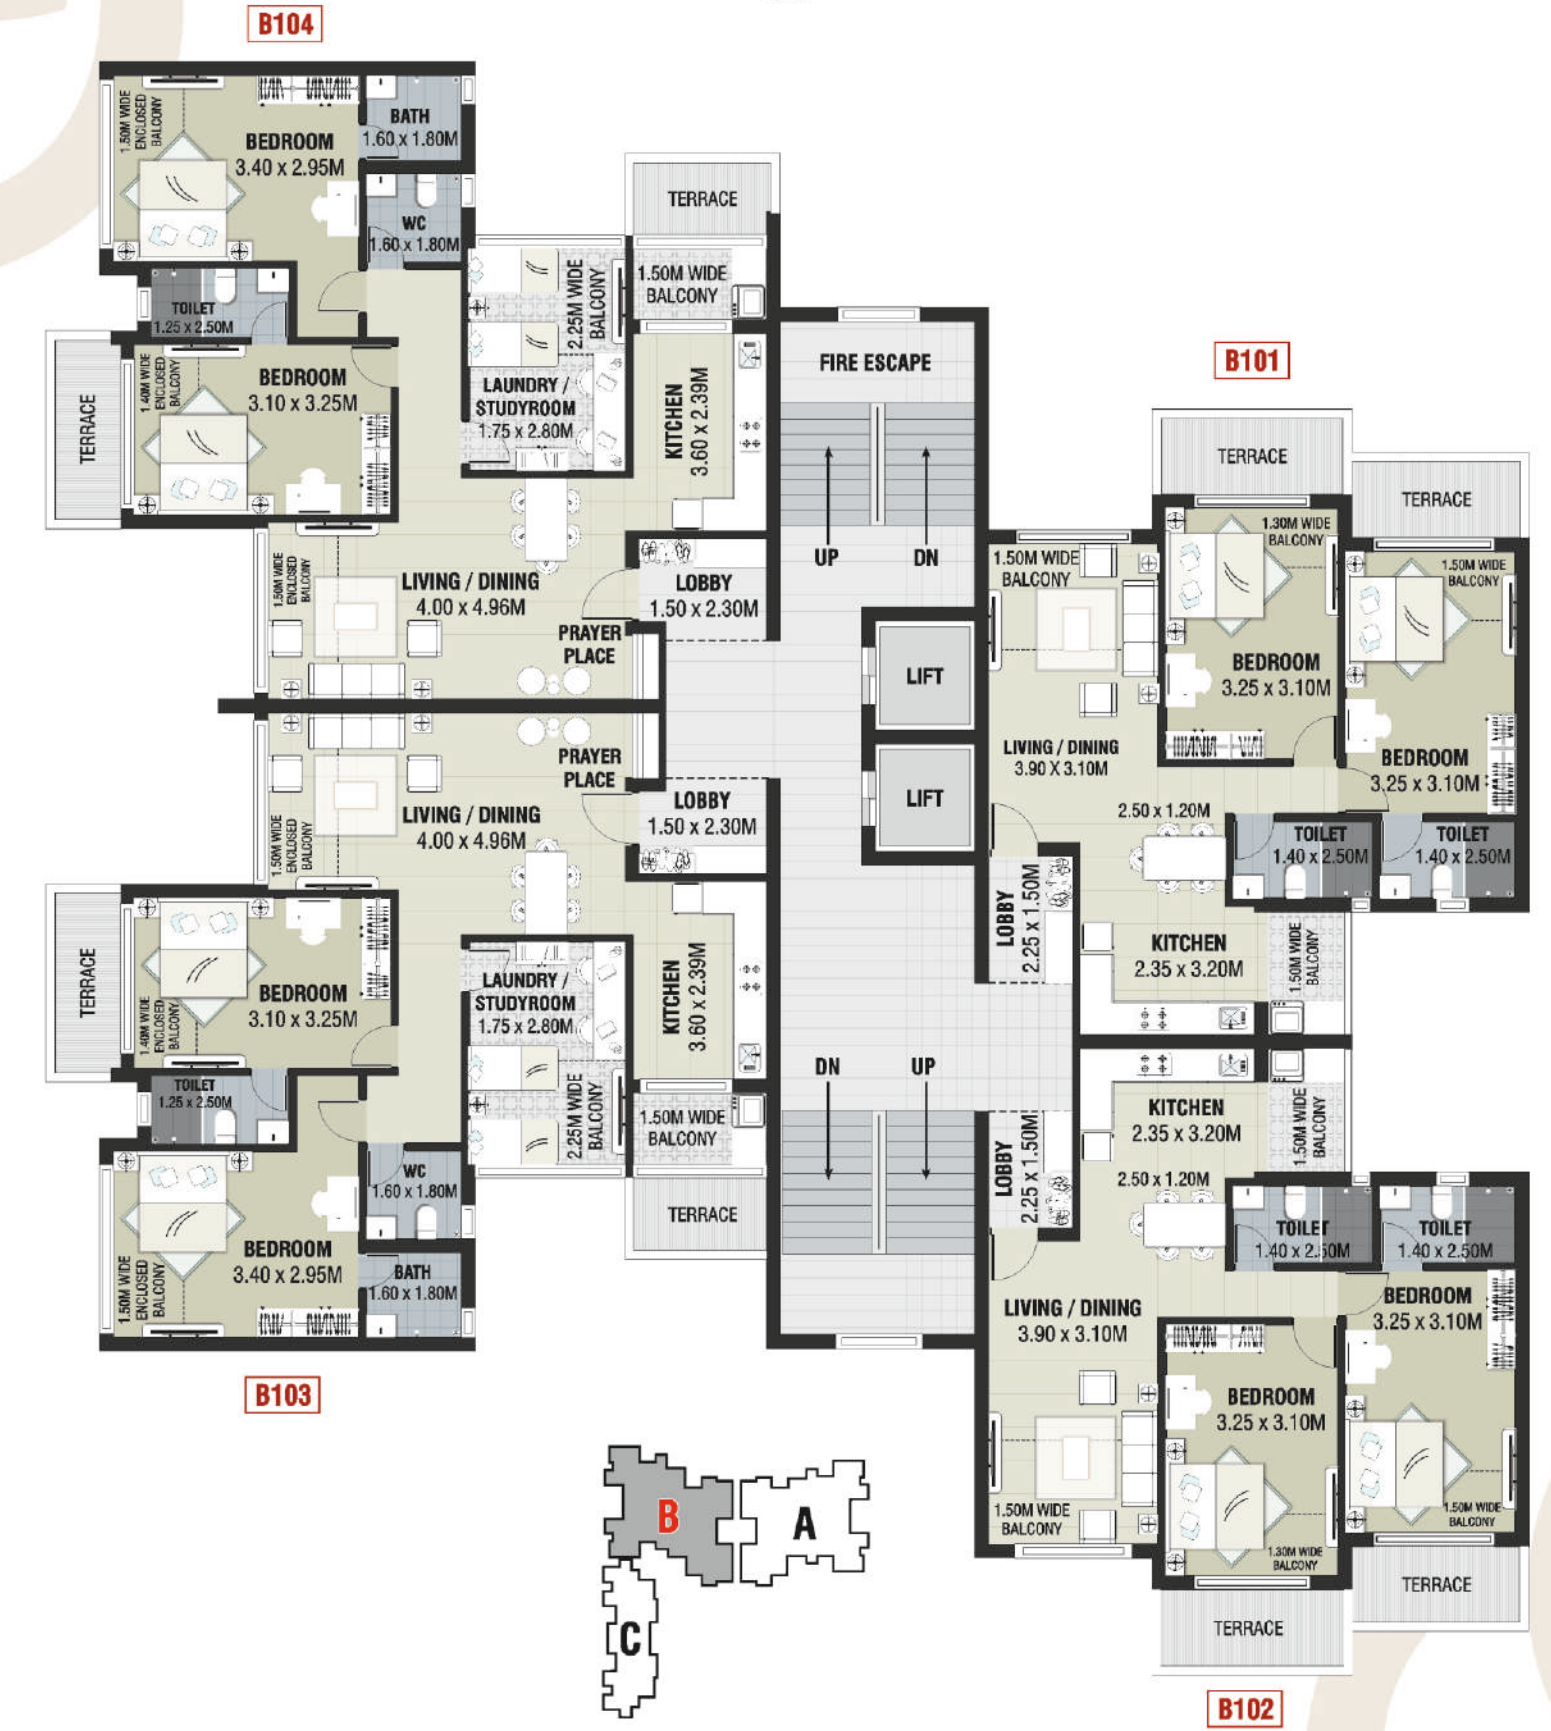 B104
1.50M WIDE
ENCLOSED
BALCONY
BEDROOM
3.40 x 2.95M
BATH
1.60 x 1.80M
WC
1.60 x 1.80M
TOILET
1.25 x 2.50M
TERRACE
1.40M WIDE
ENCLOSED
BALCONY
BEDROOM
3.10 x 3.25M
2.25M WIDE
BALCONY
LAUNDRY /
STUDYROOM
1.75 x 2.80M
TERRACE
1.50M WIDE
BALCONY
KITCHEN
3.60 x 2.39M
1.50M WIDE
ENCLOSED
BALCONY
LIVING / DINING
4.00 x 4.96M
LOBBY
1.50 x 2.30M
PRAYER
PLACE
FIRE ESCAPE
UP
DN
LIFT
LIFT
B101
TERRACE
TERRACE
1.50M WIDE
BALCONY
1.30M WIDE
BALCONY
1.50M WIDE
BALCONY
BEDROOM
3.25 x 3.10M
LIVING / DINING
3.90 X 3.10M
BEDROOM
3.25 x 3.10M
2.50 x 1.20M
TOILET
1.40 x 2.50M
TOILET
1.40 x 2.50M
LOBBY
2.25 x 1.50M
KITCHEN
2.35 x 3.20M
1.50M WIDE
BALCONY
PRAYER
PLACE
LOBBY
1.50 x 2.30M
LIVING / DINING
4.00 x 4.96M
1.50M WIDE
ENCLOSED
BALCONY
TERRACE
BEDROOM
3.10 x 3.25M
1.40M WIDE
ENCLOSED
BALCONY
LAUNDRY /
STUDYROOM
1.75 x 2.80M
2.25M WIDE
BALCONY
KITCHEN
3.60 x 2.39M
1.50M WIDE
BALCONY
TERRACE
TOILET
1.25 x 2.50M
WC
1.60 x 1.80M
BEDROOM
3.40 x 2.95M
1.50M WIDE
ENCLOSED
BALCONY
BATH
1.60 x 1.80M
B103
DN
UP
KITCHEN
2.35 x 3.20M
1.50M WIDE
BALCONY
LOBBY
2.25 x 1.50M
2.50 x 1.20M
TOILET
1.40 x 2.50M
TOILET
1.40 x 2.50M
LIVING / DINING
3.90 x 3.10M
BEDROOM
3.25 x 3.10M
BEDROOM
3.25 x 3.10M
1.50M WIDE
BALCONY
1.30M WIDE
BALCONY
1.50M WIDE
BALCONY
TERRACE
TERRACE
B102
B
A
C